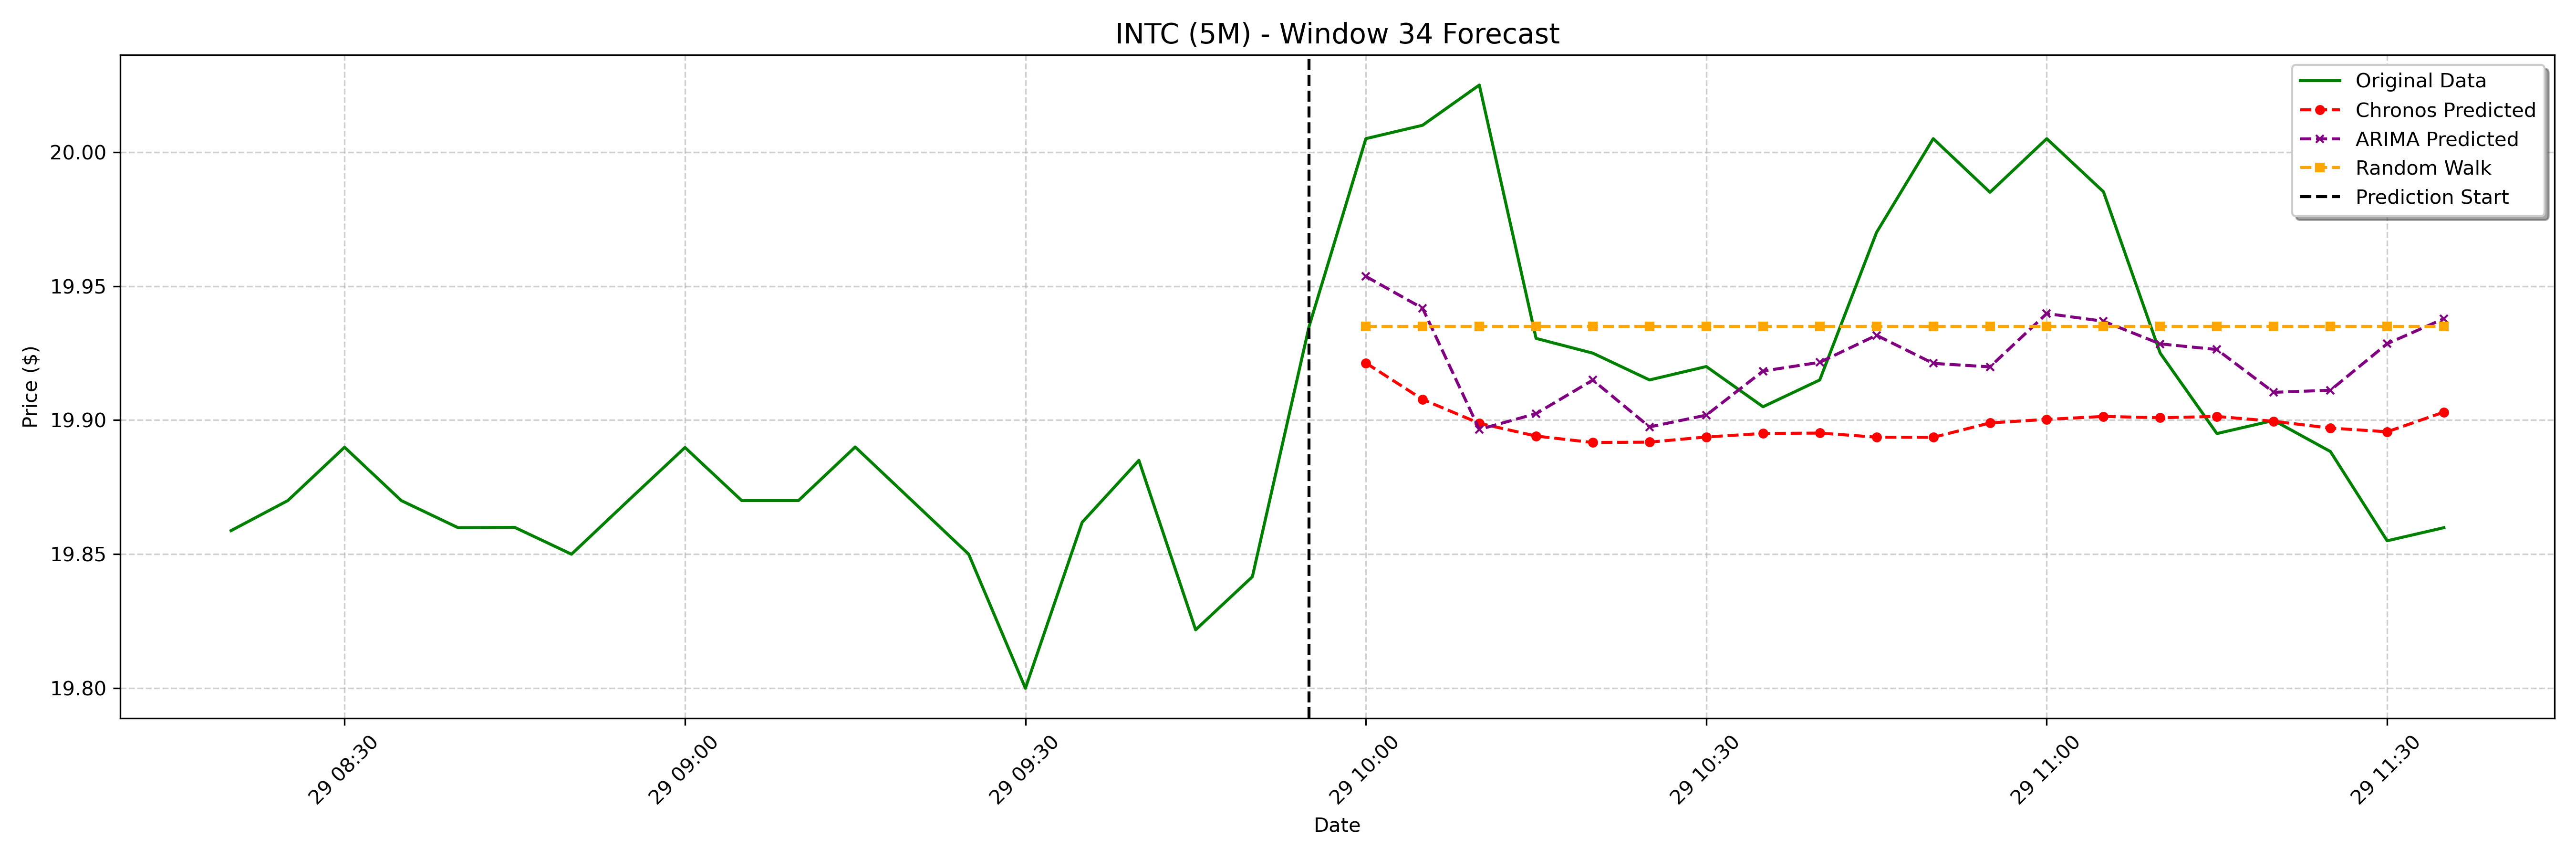 INTC (5M) - Window 34 Forecast
Original Data
Chronos Predicted
ARIMA Predicted
Random Walk
Prediction Start
Price ($)
20.00
19.95
19.90
19.85
19.80
29 08:30
29 09:00
29 09:30
29 10:00
29 10:30
29 11:00
29 11:30
Date